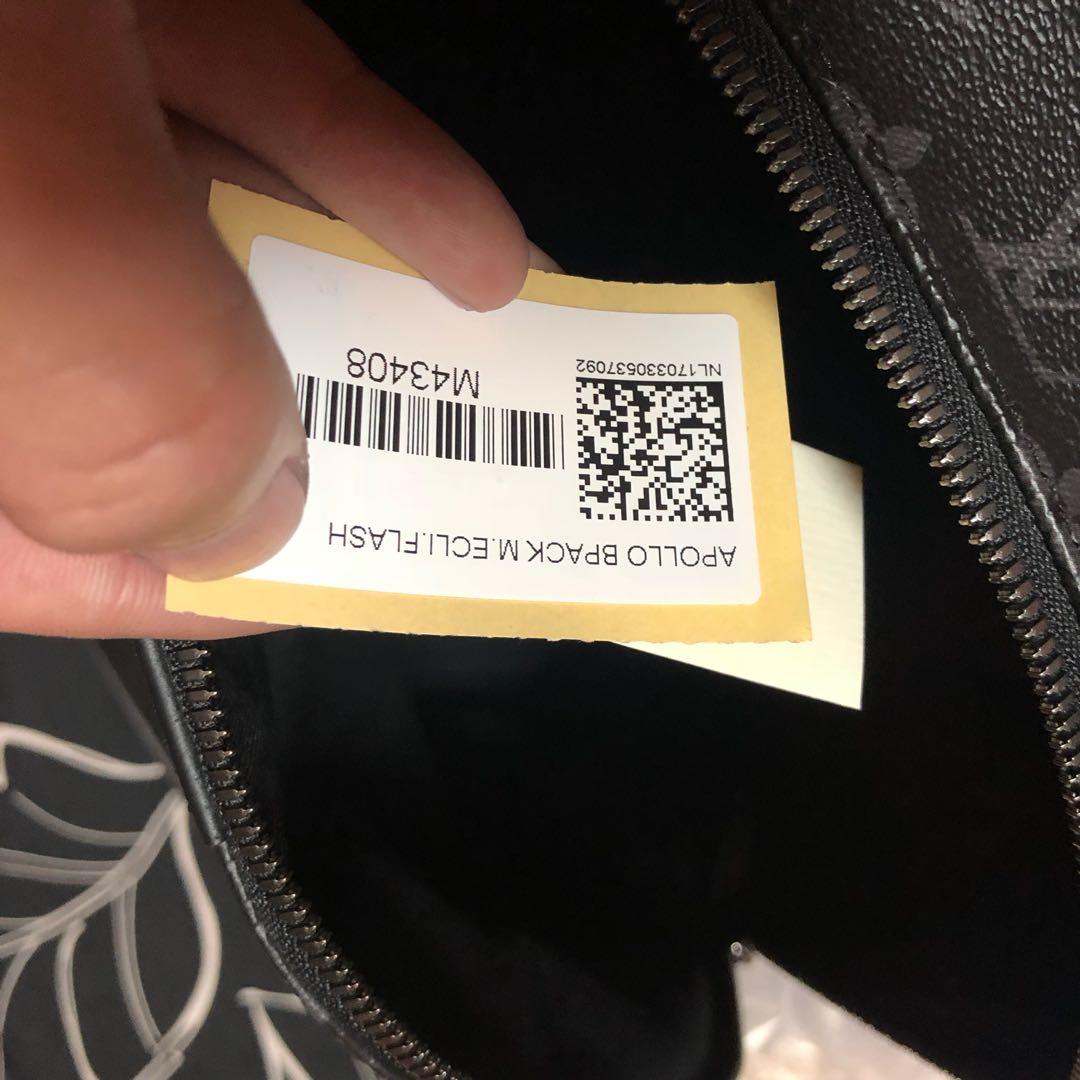 APOLLO BPACK M.ECLI.FLASH
M43408
NL170330537092